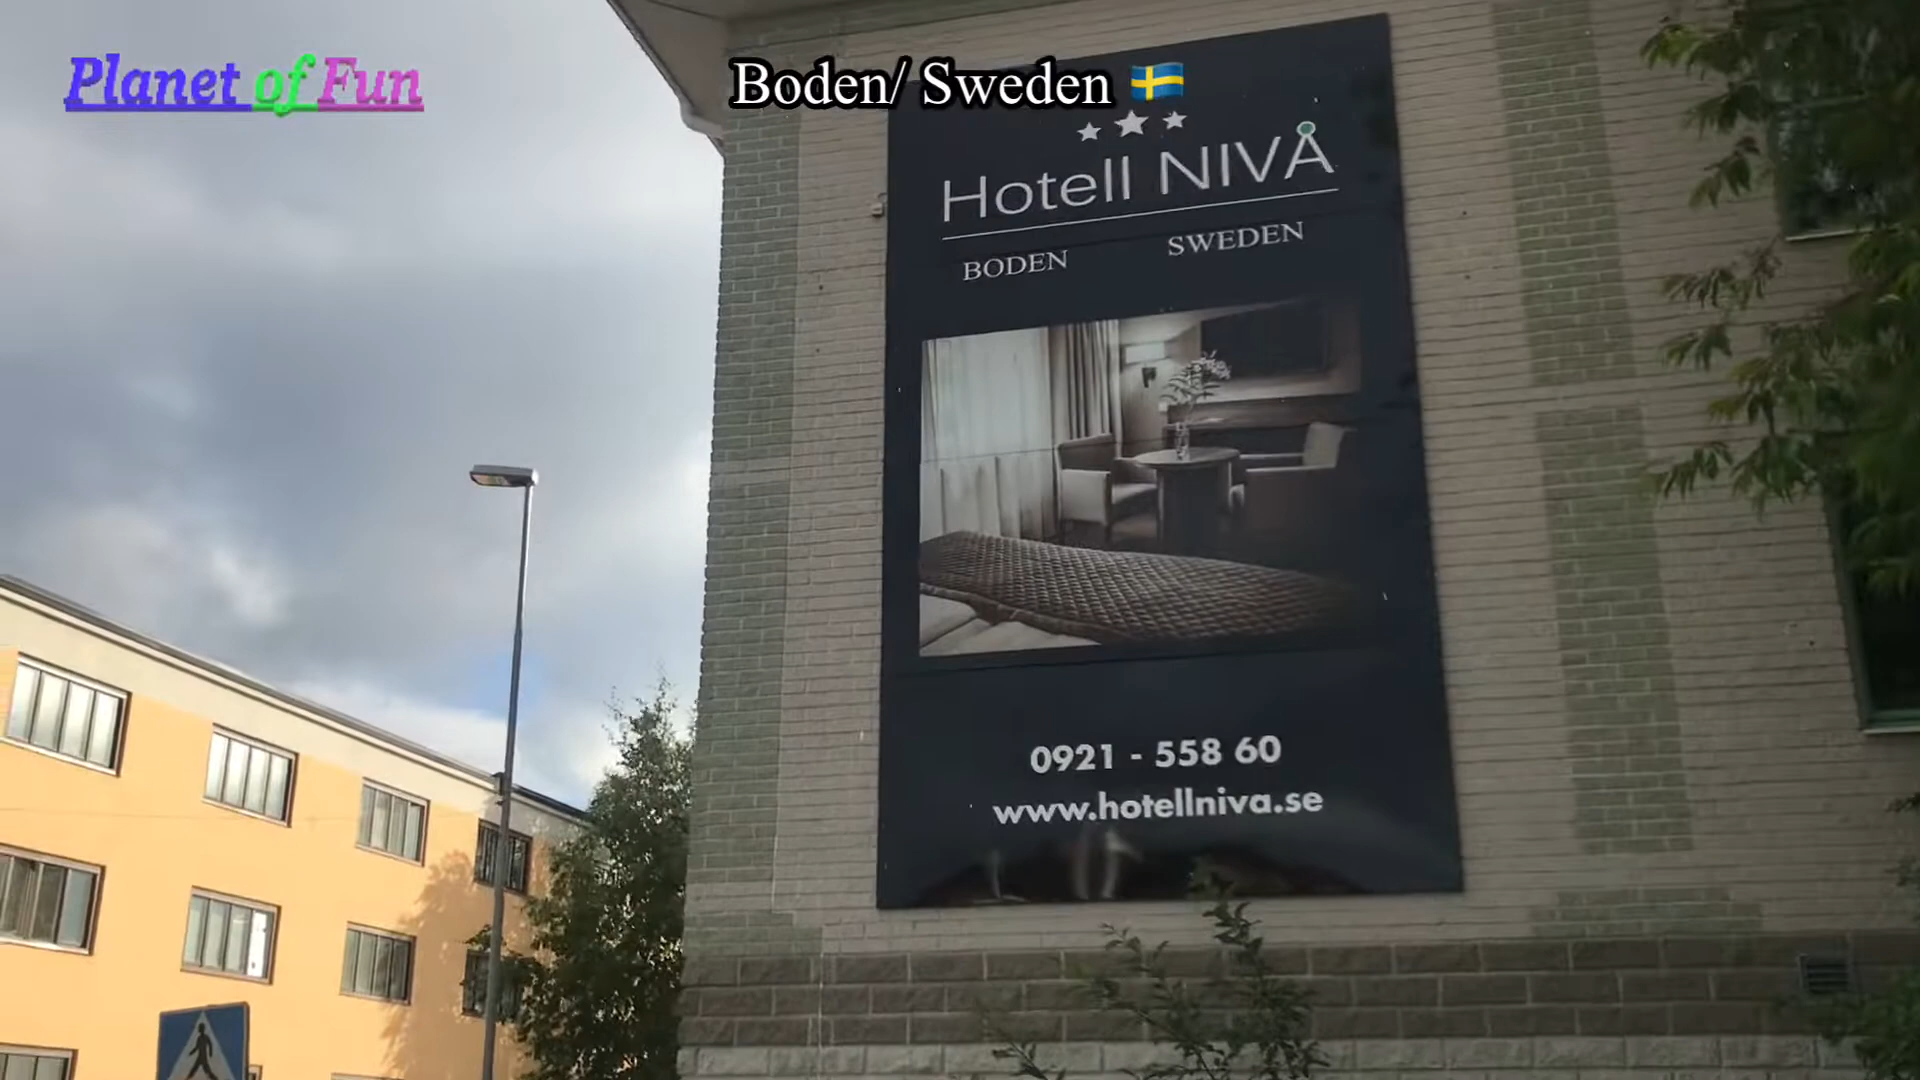 Planet of Fun
Boden/ Sweden 🇸🇪
Hotell NIVÅ
BODEN SWEDEN
0921 - 558 60
www.hotellniva.se